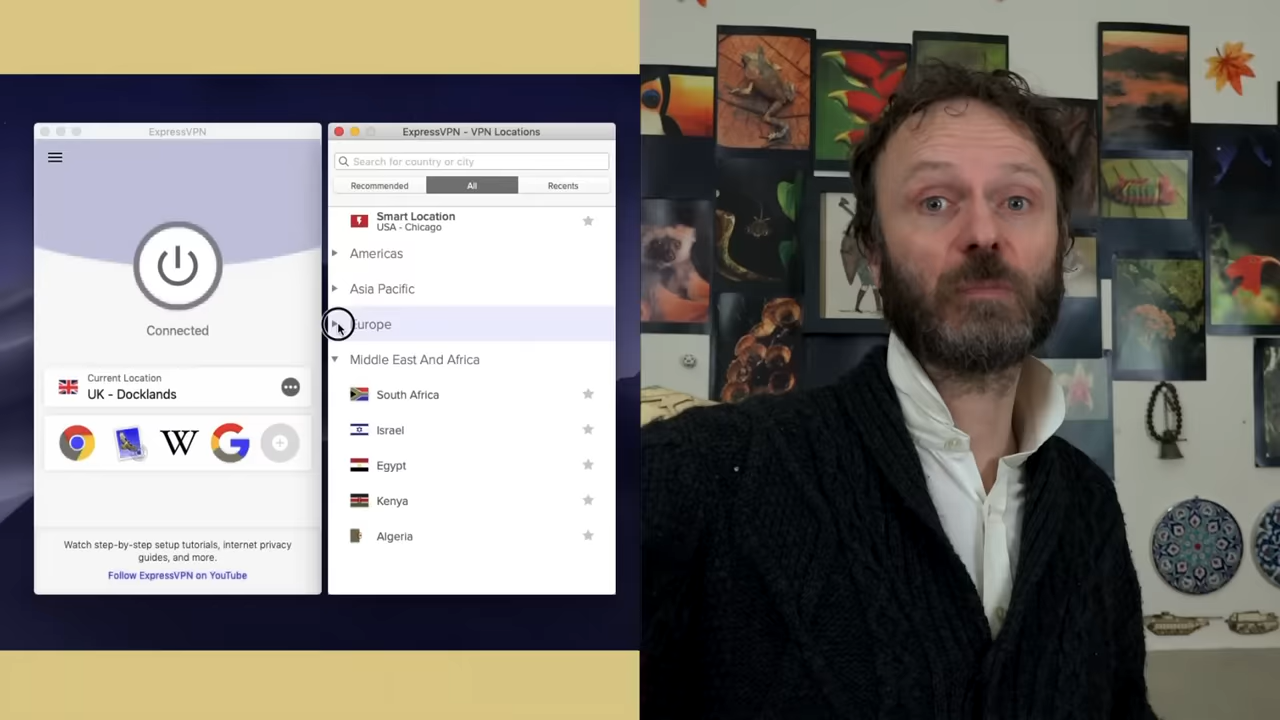 ExpressVPN
Connected
Current Location
UK - Docklands
W
Watch step-by-step setup tutorials, internet privacy
guides, and more.
Follow ExpressVPN on YouTube
ExpressVPN - VPN Locations
Search for country or city
Recommended
All
Recents
Smart Location
USA - Chicago
Americas
Asia Pacific
Europe
Middle East And Africa
South Africa
Israel
Egypt
Kenya
Algeria